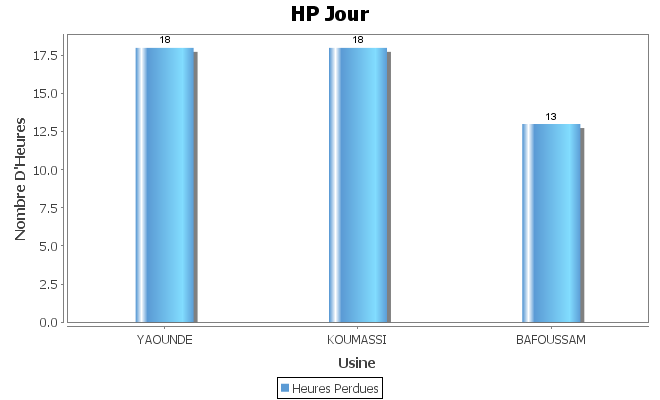 HP Jour
Nombre D'Heures
17.5
15.0
12.5
10.0
7.5
5.0
2.5
0.0
18
18
13
YAOUNDE
KOUMASSI
BAFOUSSAM
Usine
Heures Perdues